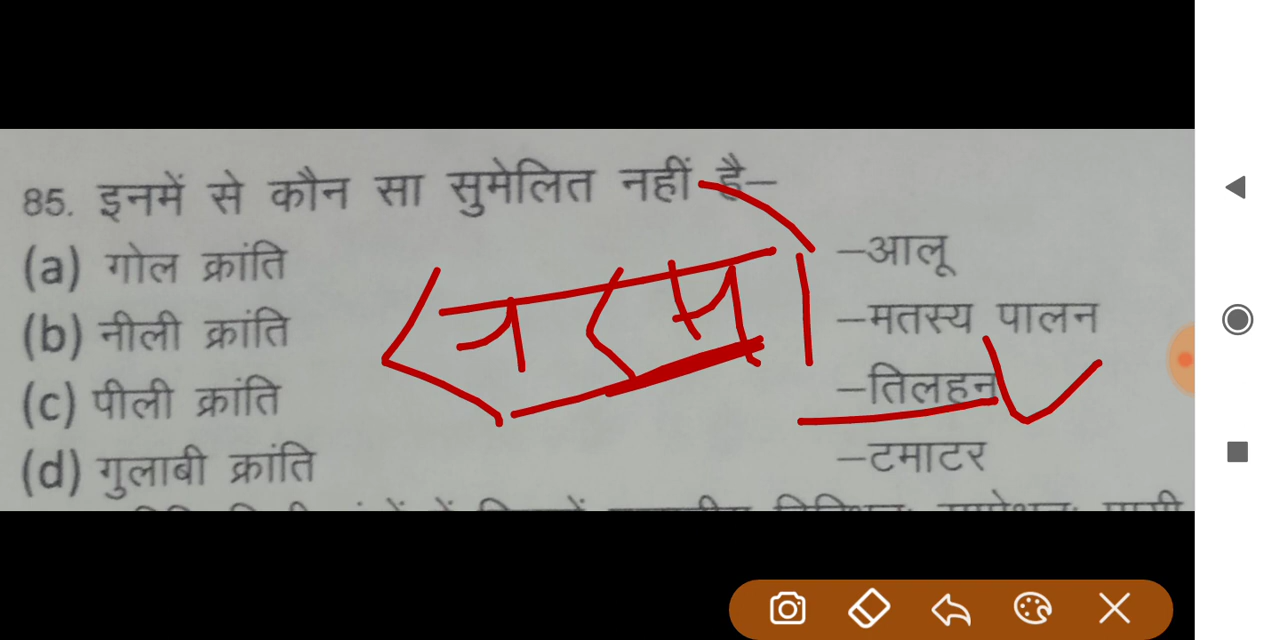 85. इनमें से कौन सा सुमेलित नहीं है–
(a) गोल क्रांति –आलू
(b) नीली क्रांति –मतस्य पालन
(c) पीली क्रांति –तिलहन
(d) गुलाबी क्रांति –टमाटर